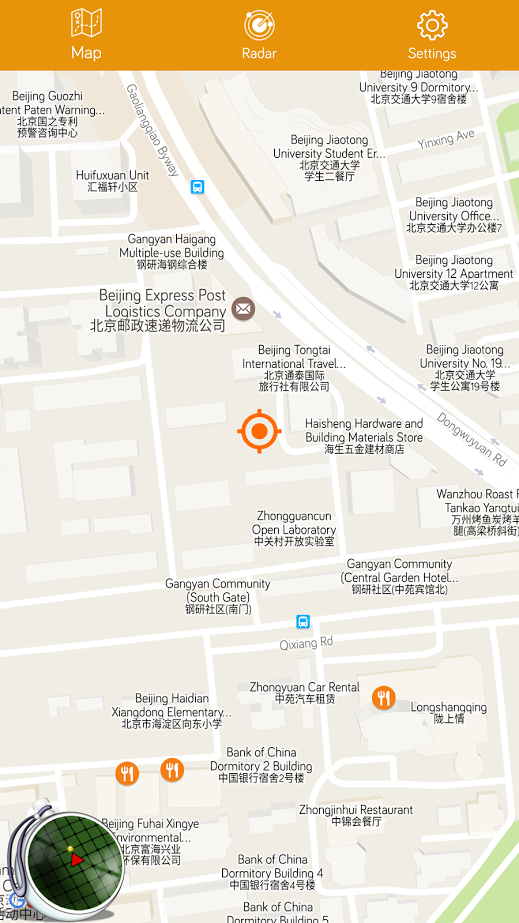 Map
Radar
Settings
Beijing Jiaotong
University 9 Dormitory...
北京交通大学9宿舍楼
Beijing Guozhi
tent Paten Warning...
北京国之专利
预警咨询中心
Gaoliangqiao Byway
Yinxing Ave
Beijing Jiaotong
University Student Er...
北京交通大学
学生二餐厅
Huifuxuan Unit
汇福轩小区
Beijing Jiaotong
University Office...
北京交通大学办公楼7
Gangyan Haigang
Multiple-use Building
钢研海钢综合楼
Beijing Jiaotong
University 12 Apartment
北京交通大学12公寓
Beijing Express Post
Logistics Company
北京邮政速递物流公司
Beijing Tongtai
International Travel...
北京通泰国际
旅行社有限公司
Beijing Jiaotong
University No. 19...
北京交通大学
学生公寓19号楼
Haisheng Hardware and
Building Materials Store
海生五金建材商店
Dongwuyuan Rd
Wanzhou Roast F
Tankao Yangtui
万州烤鱼炭烤羊
腿(高梁桥斜街)
Zhongguancun
Open Laboratory
中关村开放实验室
Gangyan Community
(Central Garden Hotel...
钢研社区(中苑宾馆北)
Gangyan Community
(South Gate)
钢研社区(南门)
Qixiang Rd
Zhongyuan Car Rental
中苑汽车租赁
Longshangqing
陇上情
Beijing Haidian
Xiangdong Elementary...
北京市海淀区向东小学
Bank of China
Dormitory 2 Building
中国银行宿舍2号楼
Zhongjinhui Restaurant
中锦会餐厅
Beijing Fuhai Xingye
Environmental...
北京富海兴业
环保有限公司
Bank of China
Dormitory Building 4
中国银行宿舍4号楼
Bank of China
Dormitory Building 5
活动中心